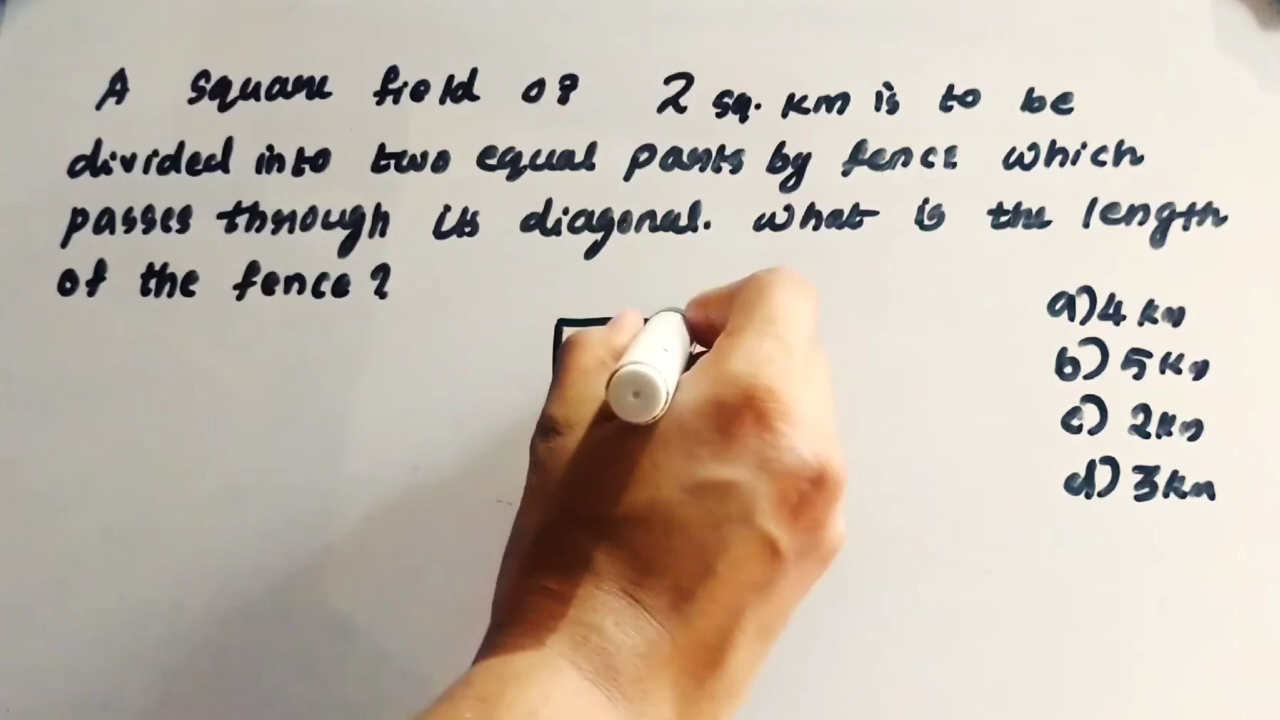 A square field of 2 sq. km is to be
divided into two equal parts by fence which
passes through its diagonal. What is the length
of the fence?
a) 4 km
b) 5 km
c) 2 km
d) 3 km